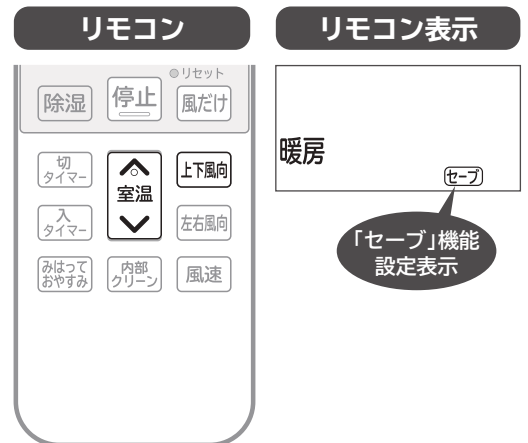 リモコン
リモコン表示
リセット
除湿
停止
風だけ
切
タイマー
室温
上下風向
入
タイマー
左右風向
みはって
おやすみ
内部
クリーン
風速
暖房
セーブ
「セーブ」機能
設定表示